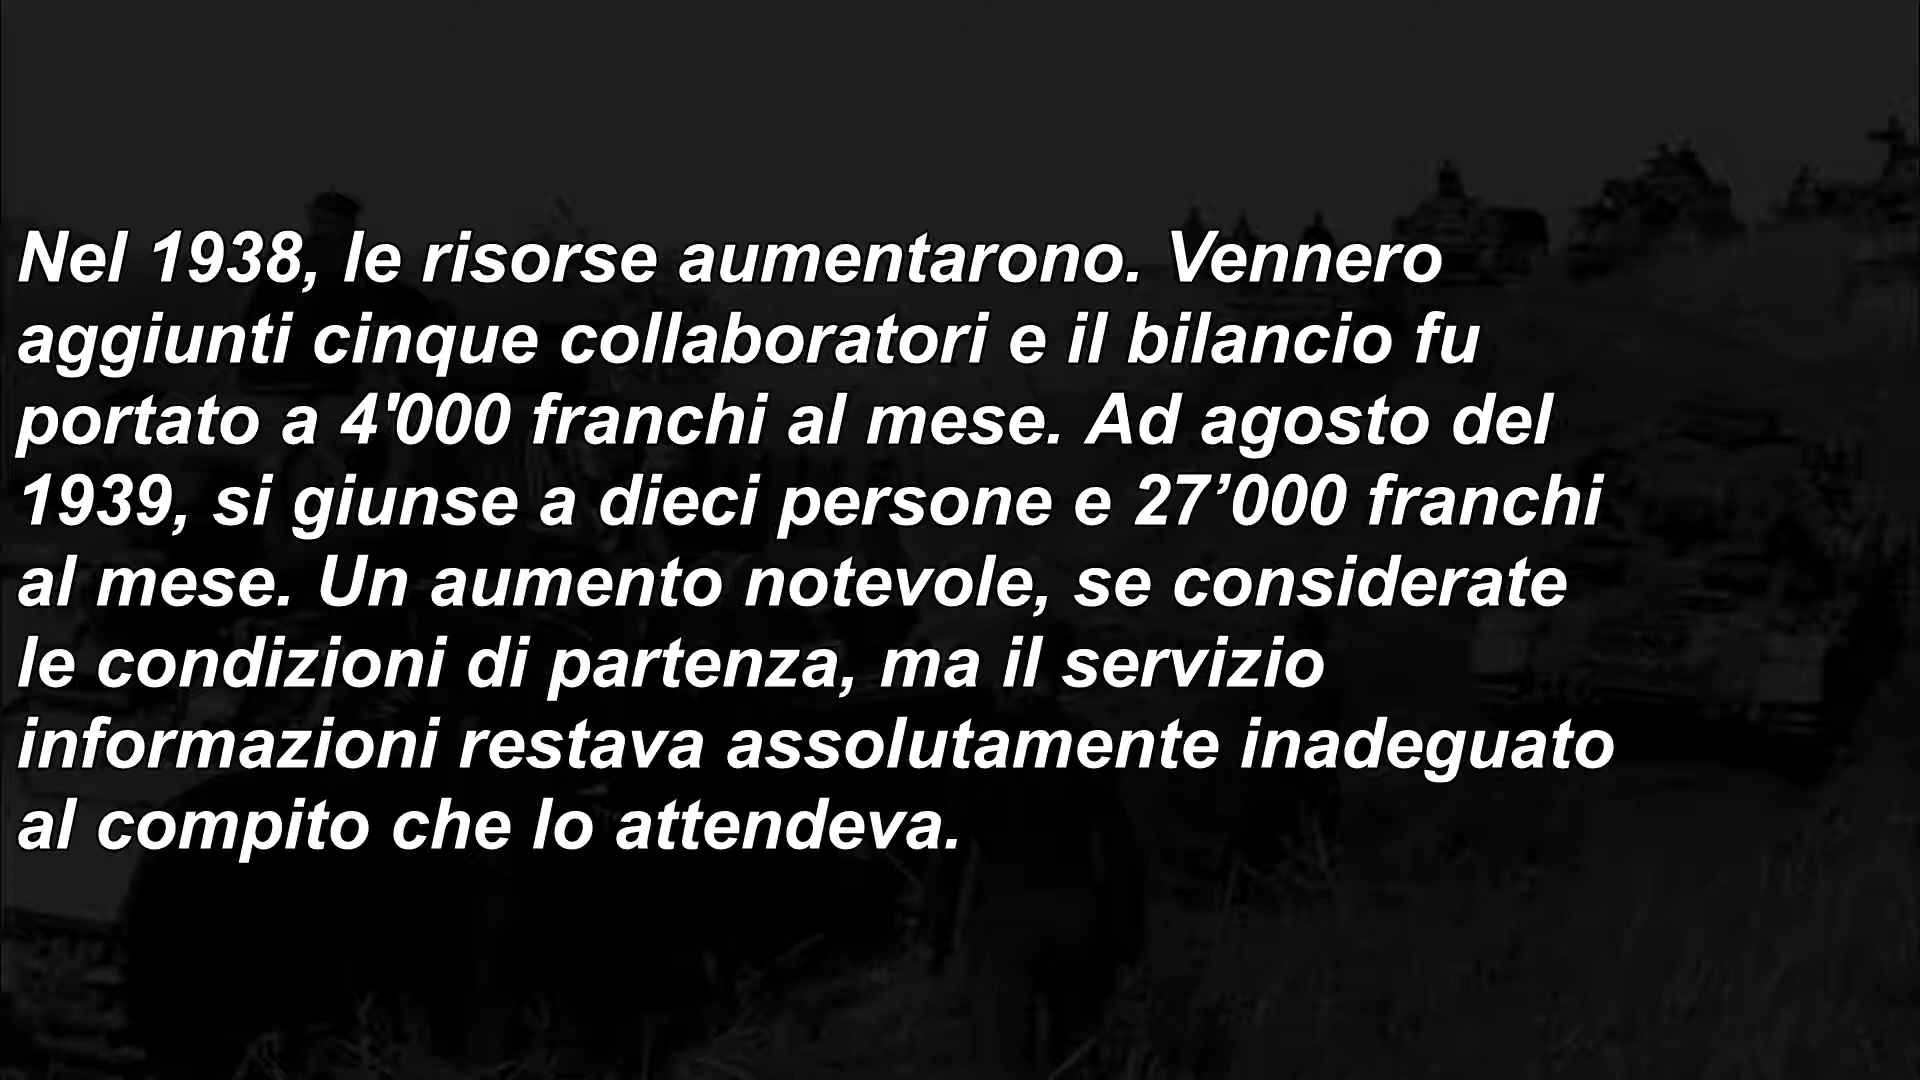 Nel 1938, le risorse aumentarono. Vennero
aggiunti cinque collaboratori e il bilancio fu
portato a 4'000 franchi al mese. Ad agosto del
1939, si giunse a dieci persone e 27’000 franchi
al mese. Un aumento notevole, se considerate
le condizioni di partenza, ma il servizio
informazioni restava assolutamente inadeguato
al compito che lo attendeva.